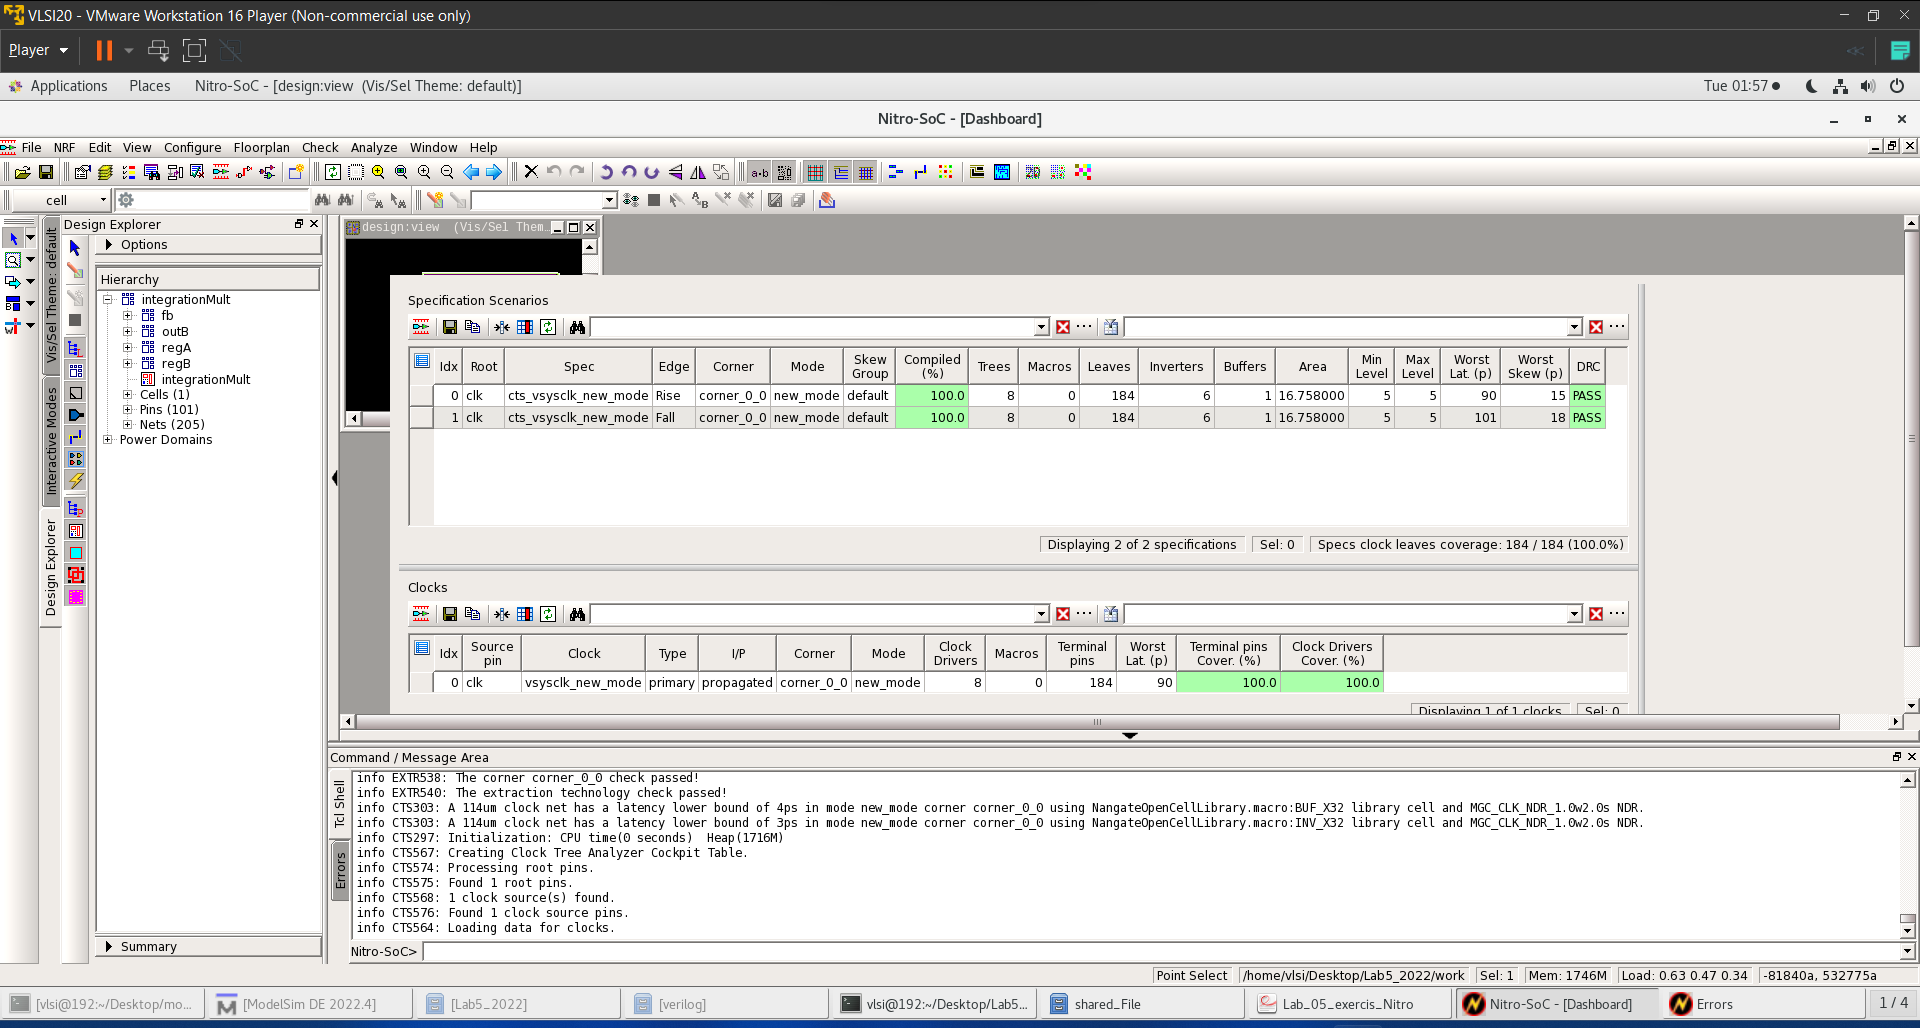 VLSI20 - VMware Workstation 16 Player (Non-commercial use only)
Player
Applications Places Nitro-SoC - [design:view (Vis/Sel Theme: default)] Tue 01:57
Nitro-SoC - [Dashboard]
File NRF Edit View Configure Floorplan Check Analyze Window Help
cell
Vis/Sel Theme: default
Interactive Modes
Design Explorer
Design Explorer
Options
Hierarchy
integrationMult
fb
outB
regA
regB
integrationMult
Cells (1)
Pins (101)
Nets (205)
Power Domains
Summary
design:view (Vis/Sel Them
Specification Scenarios
Idx Root Spec Edge Corner Mode Skew Group Compiled (%) Trees Macros Leaves Inverters Buffers Area Min Level Max Level Worst Lat. (p) Worst Skew (p) DRC
0 clk cts_vsysclk_new_mode Rise corner_0_0 new_mode default 100.0 8 0 184 6 1 16.758000 5 5 90 15 PASS
1 clk cts_vsysclk_new_mode Fall corner_0_0 new_mode default 100.0 8 0 184 6 1 16.758000 5 5 101 18 PASS
Displaying 2 of 2 specifications Sel: 0 Specs clock leaves coverage: 184 / 184 (100.0%)
Clocks
Idx Source pin Clock Type I/P Corner Mode Clock Drivers Macros Terminal pins Worst Lat. (p) Terminal pins Cover. (%) Clock Drivers Cover. (%)
0 clk vsysclk_new_mode primary propagated corner_0_0 new_mode 8 0 184 90 100.0 100.0
Displaying 1 of 1 clocks Sel: 0
Command / Message Area
Tcl Shell
Errors
info EXTR538: The corner corner_0_0 check passed!
info EXTR540: The extraction technology check passed!
info CTS303: A 114um clock net has a latency lower bound of 4ps in mode new_mode corner corner_0_0 using NangateOpenCellLibrary.macro:BUF_X32 library cell and MGC_CLK_NDR_1.0w2.0s NDR.
info CTS303: A 114um clock net has a latency lower bound of 3ps in mode new_mode corner corner_0_0 using NangateOpenCellLibrary.macro:INV_X32 library cell and MGC_CLK_NDR_1.0w2.0s NDR.
info CTS297: Initialization: CPU time(0 seconds) Heap(1716M)
info CTS567: Creating Clock Tree Analyzer Cockpit Table.
info CTS574: Processing root pins.
info CTS575: Found 1 root pins.
info CTS568: 1 clock source(s) found.
info CTS576: Found 1 clock source pins.
info CTS564: Loading data for clocks.
Nitro-SoC>
Point Select /home/vlsi/Desktop/Lab5_2022/work Sel: 1 Mem: 1746M Load: 0.63 0.47 0.34 -81840a, 532775a
[vlsi@192:~/Desktop/mo... [ModelSim DE 2022.4] [Lab5_2022] [verilog] vlsi@192:~/Desktop/Lab5... shared_File Lab_05_exercis_Nitro Nitro-SoC - [Dashboard] Errors 1 / 4